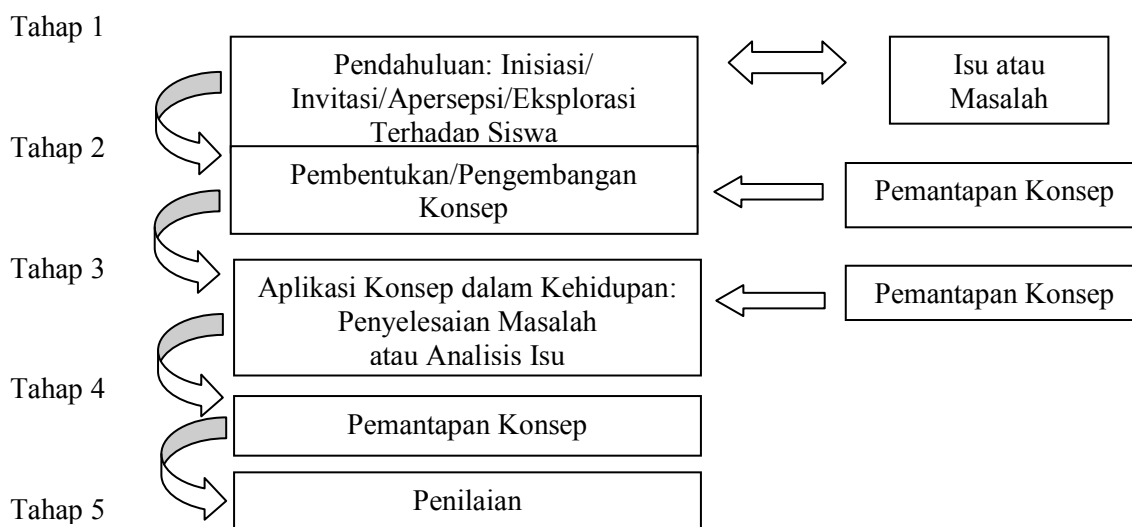 Tahap 1
Pendahuluan: Inisiasi/
Invitasi/Apersepsi/Eksplorasi
Terhadap Siswa
Isu atau
Masalah
Tahap 2
Pembentukan/Pengembangan
Konsep
Pemantapan Konsep
Tahap 3
Aplikasi Konsep dalam Kehidupan:
Penyelesaian Masalah
atau Analisis Isu
Pemantapan Konsep
Tahap 4
Pemantapan Konsep
Tahap 5
Penilaian